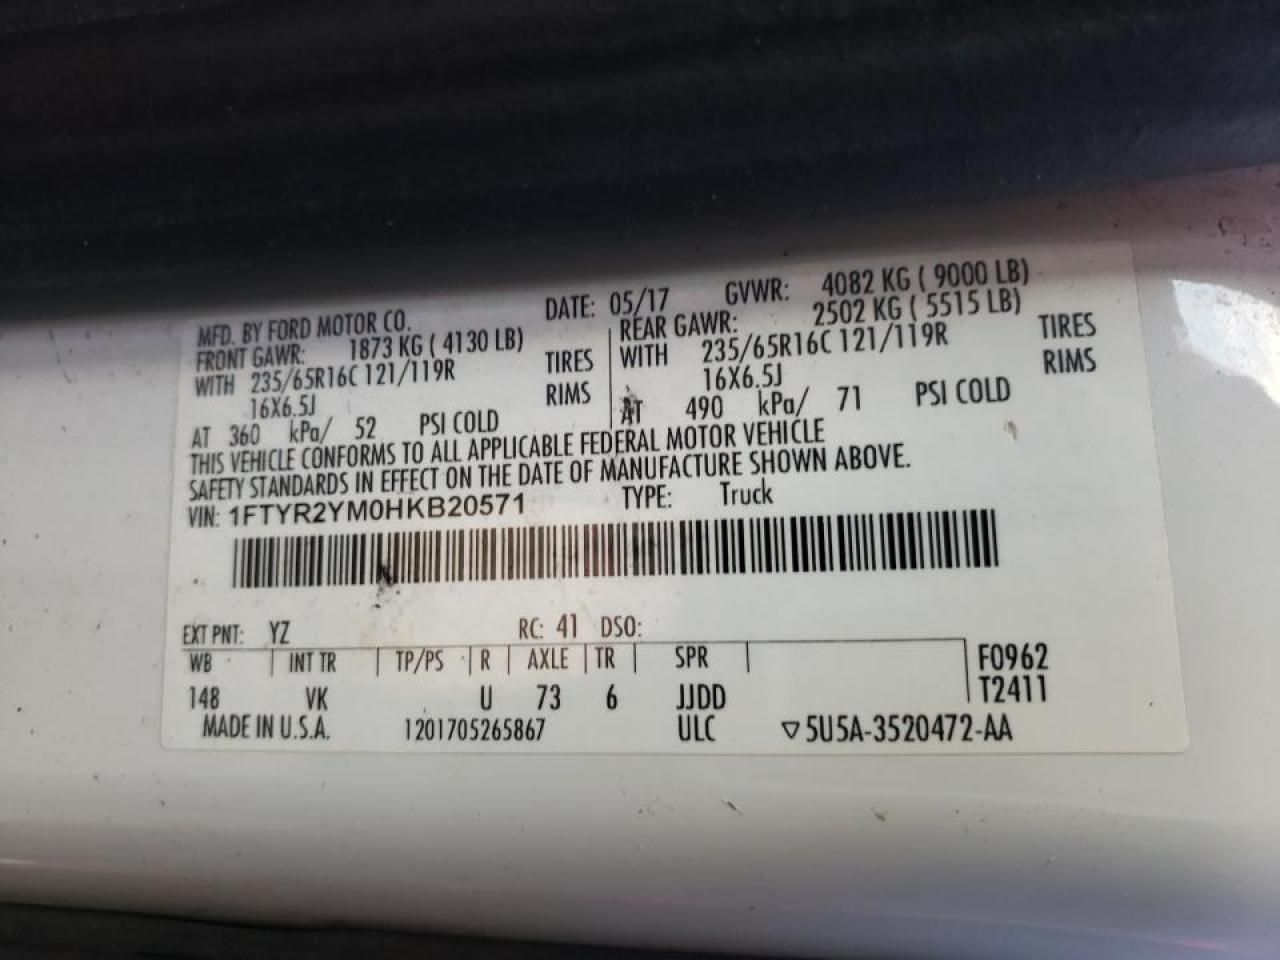 MFD. BY FORD MOTOR CO. DATE: 05/17 GVWR: 4082 KG ( 9000 LB)
FRONT GAWR: 1873 KG ( 4130 LB) REAR GAWR: 2502 KG ( 5515 LB)
WITH 235/65R16C 121/119R TIRES WITH 235/65R16C 121/119R TIRES
16X6.5J RIMS 16X6.5J RIMS
AT 360 kPa/ 52 PSI COLD AT 490 kPa/ 71 PSI COLD
THIS VEHICLE CONFORMS TO ALL APPLICABLE FEDERAL MOTOR VEHICLE
SAFETY STANDARDS IN EFFECT ON THE DATE OF MANUFACTURE SHOWN ABOVE.
VIN: 1FTYR2YM0HKB20571 TYPE: Truck
EXT PNT: YZ RC: 41 DSO:
WB INT TR TP/PS R AXLE TR SPR F0962
148 VK U 73 6 JJDD T2411
MADE IN U.S.A. 1201705265867 ULC ▽5U5A-3520472-AA